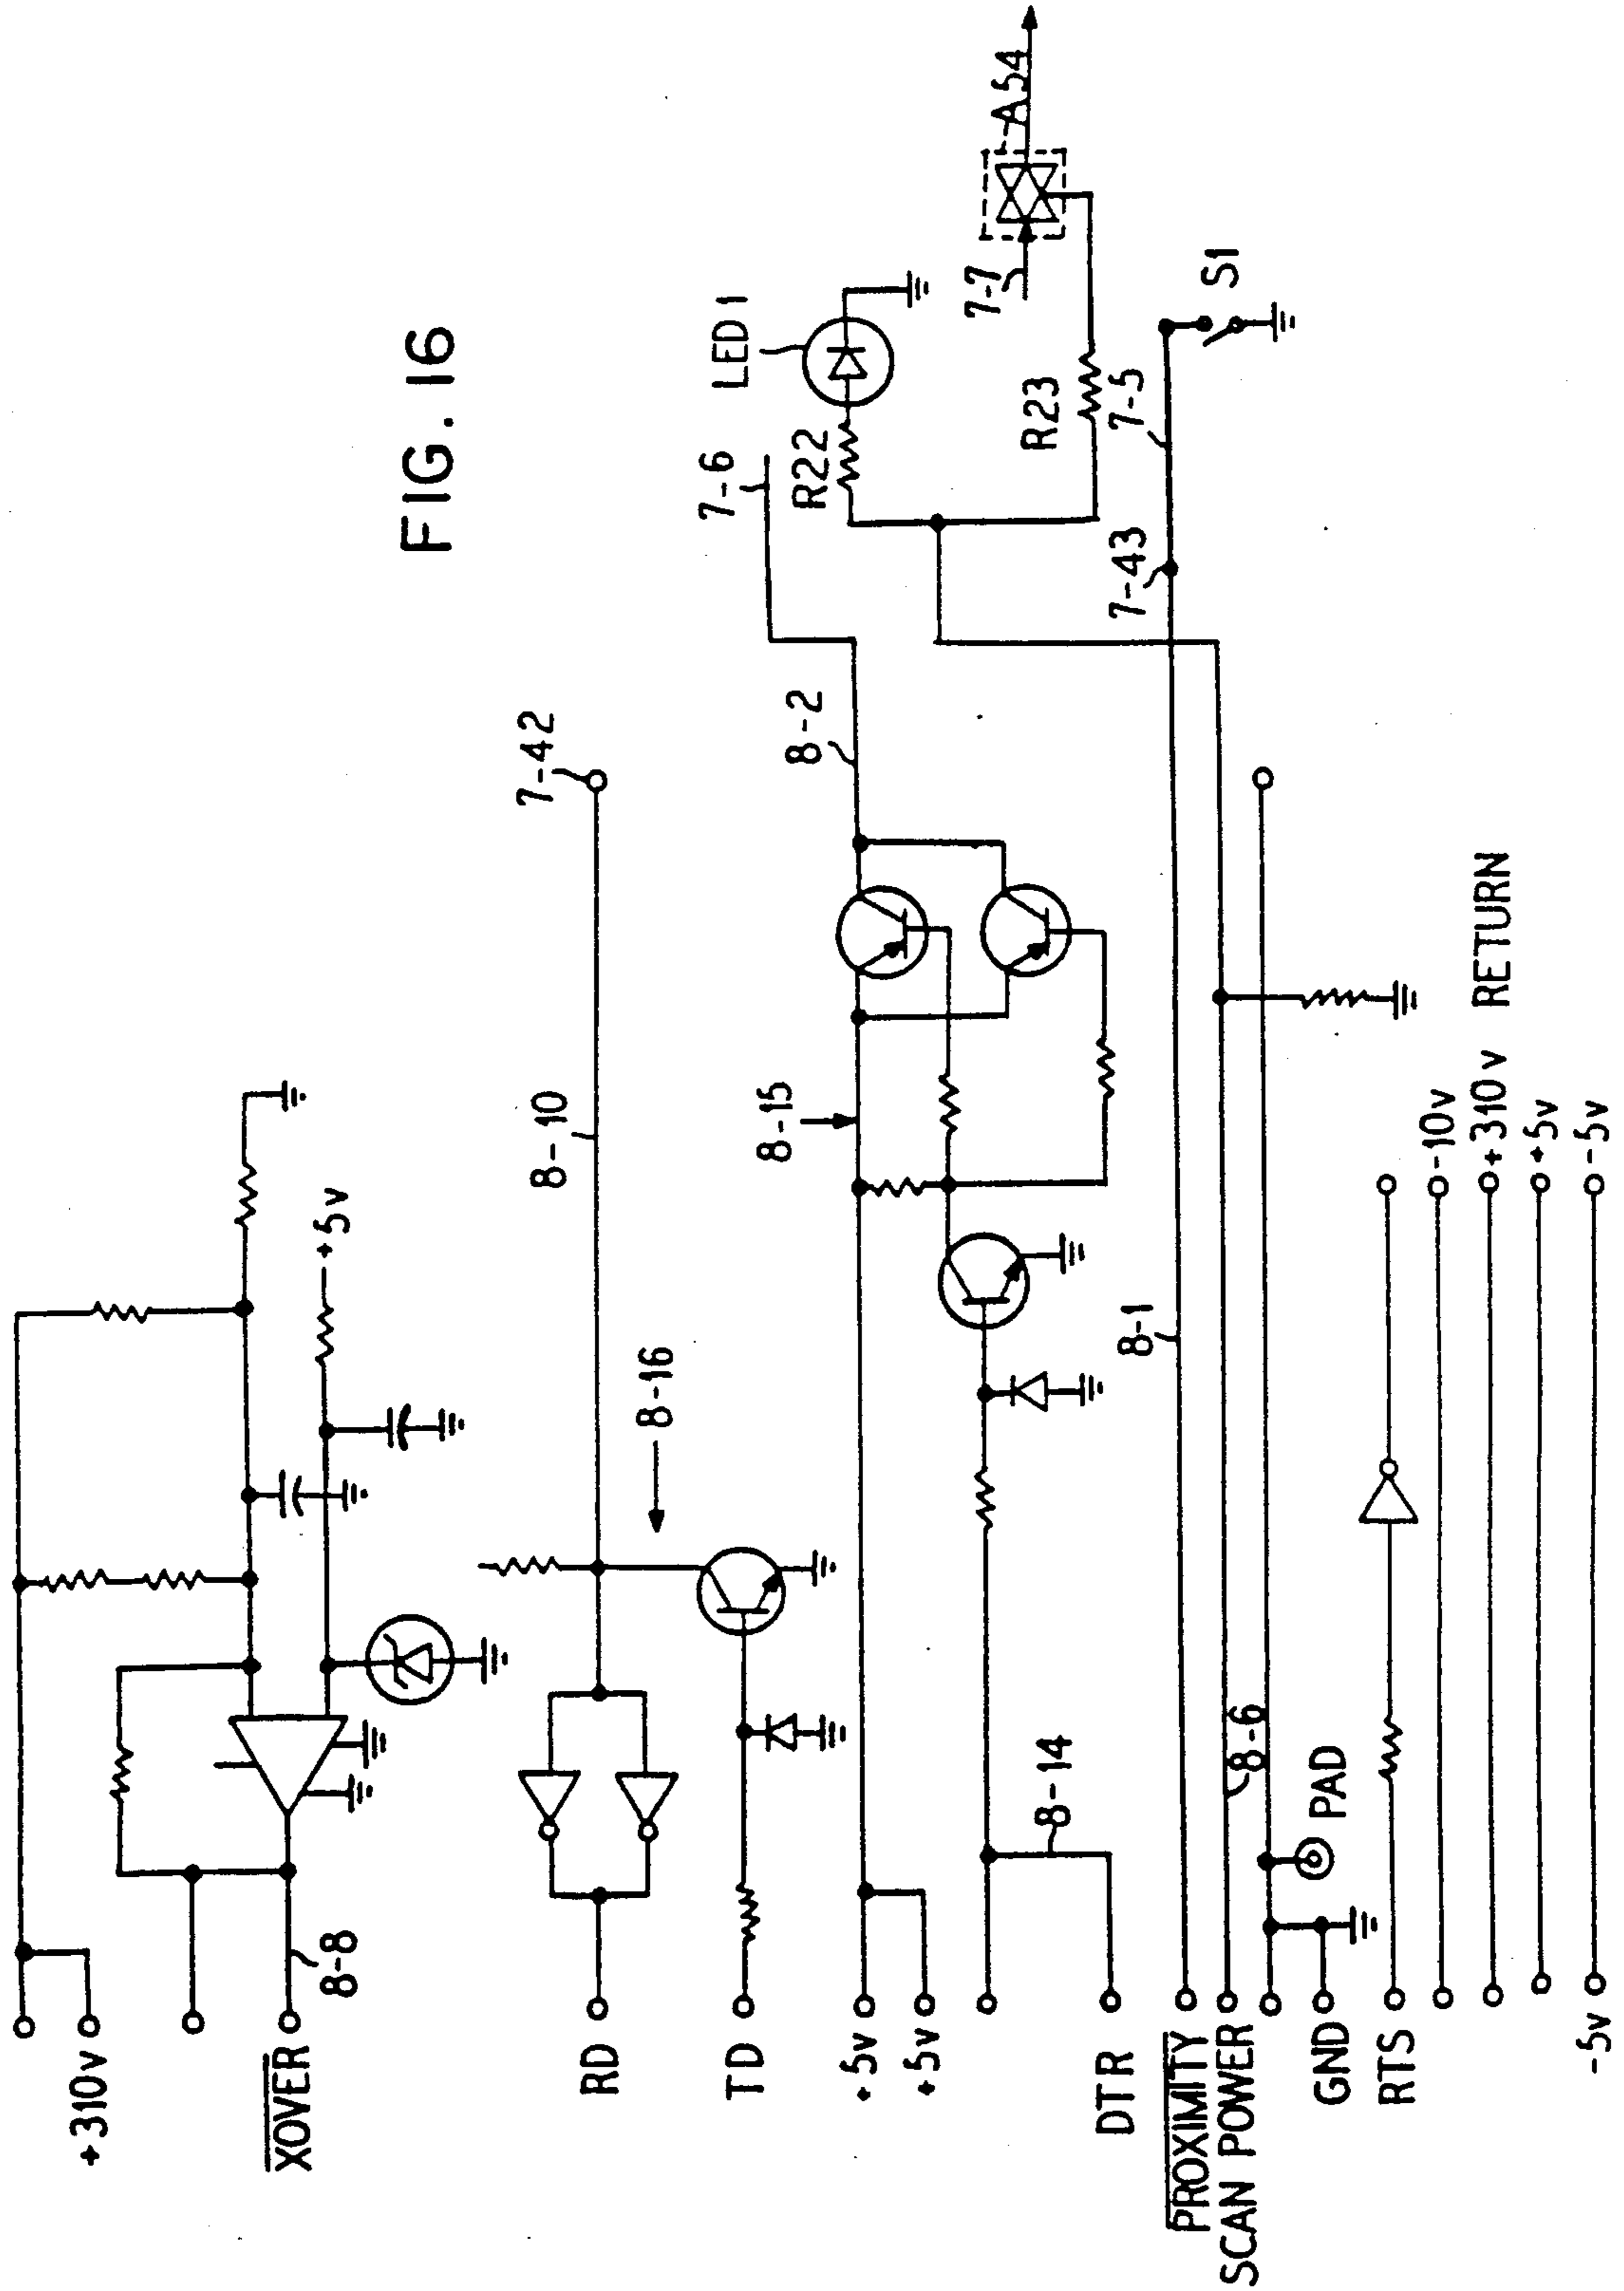 FIG. 16
+310v
XOVER
8-8
+5v
RD
8-10
7-42
8-16
TD
+5v
+5v
8-15
8-2
7-6
R22
LED 1
7-7
A54
R23
DTR
8-14
PROXIMITY
8-1
7-43
7-5
S1
SCAN POWER
8-6
PAD
GND
RTS
-10v
+310v RETURN
+5v
-5v
-5v